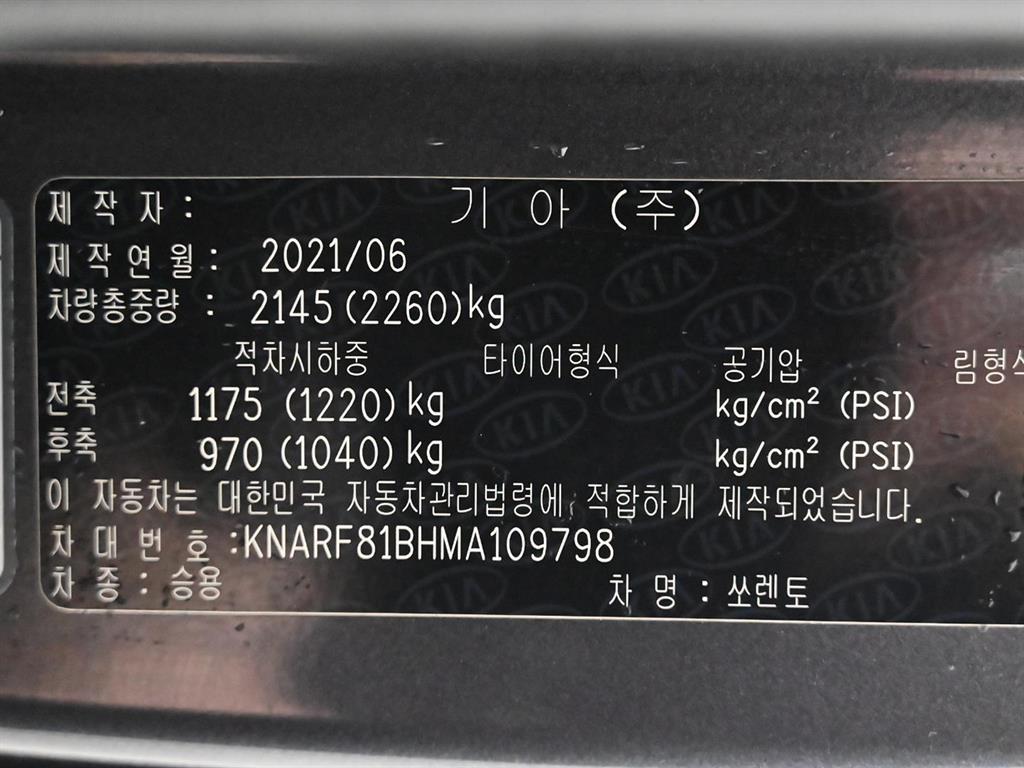 제 작 자 : 기 아 (주)
제 작 연 월 : 2021/06
차량총중량 : 2145 (2260)kg
적차시하중 타이어형식 공기압 림형식
전축 1175 (1220)kg kg/cm² (PSI)
후축 970 (1040)kg kg/cm² (PSI)
이 자동차는 대한민국 자동차관리법령에 적합하게 제작되었습니다.
차 대 번 호 :KNARF81BHMA109798
차 종 : 승용 차 명 : 쏘렌토